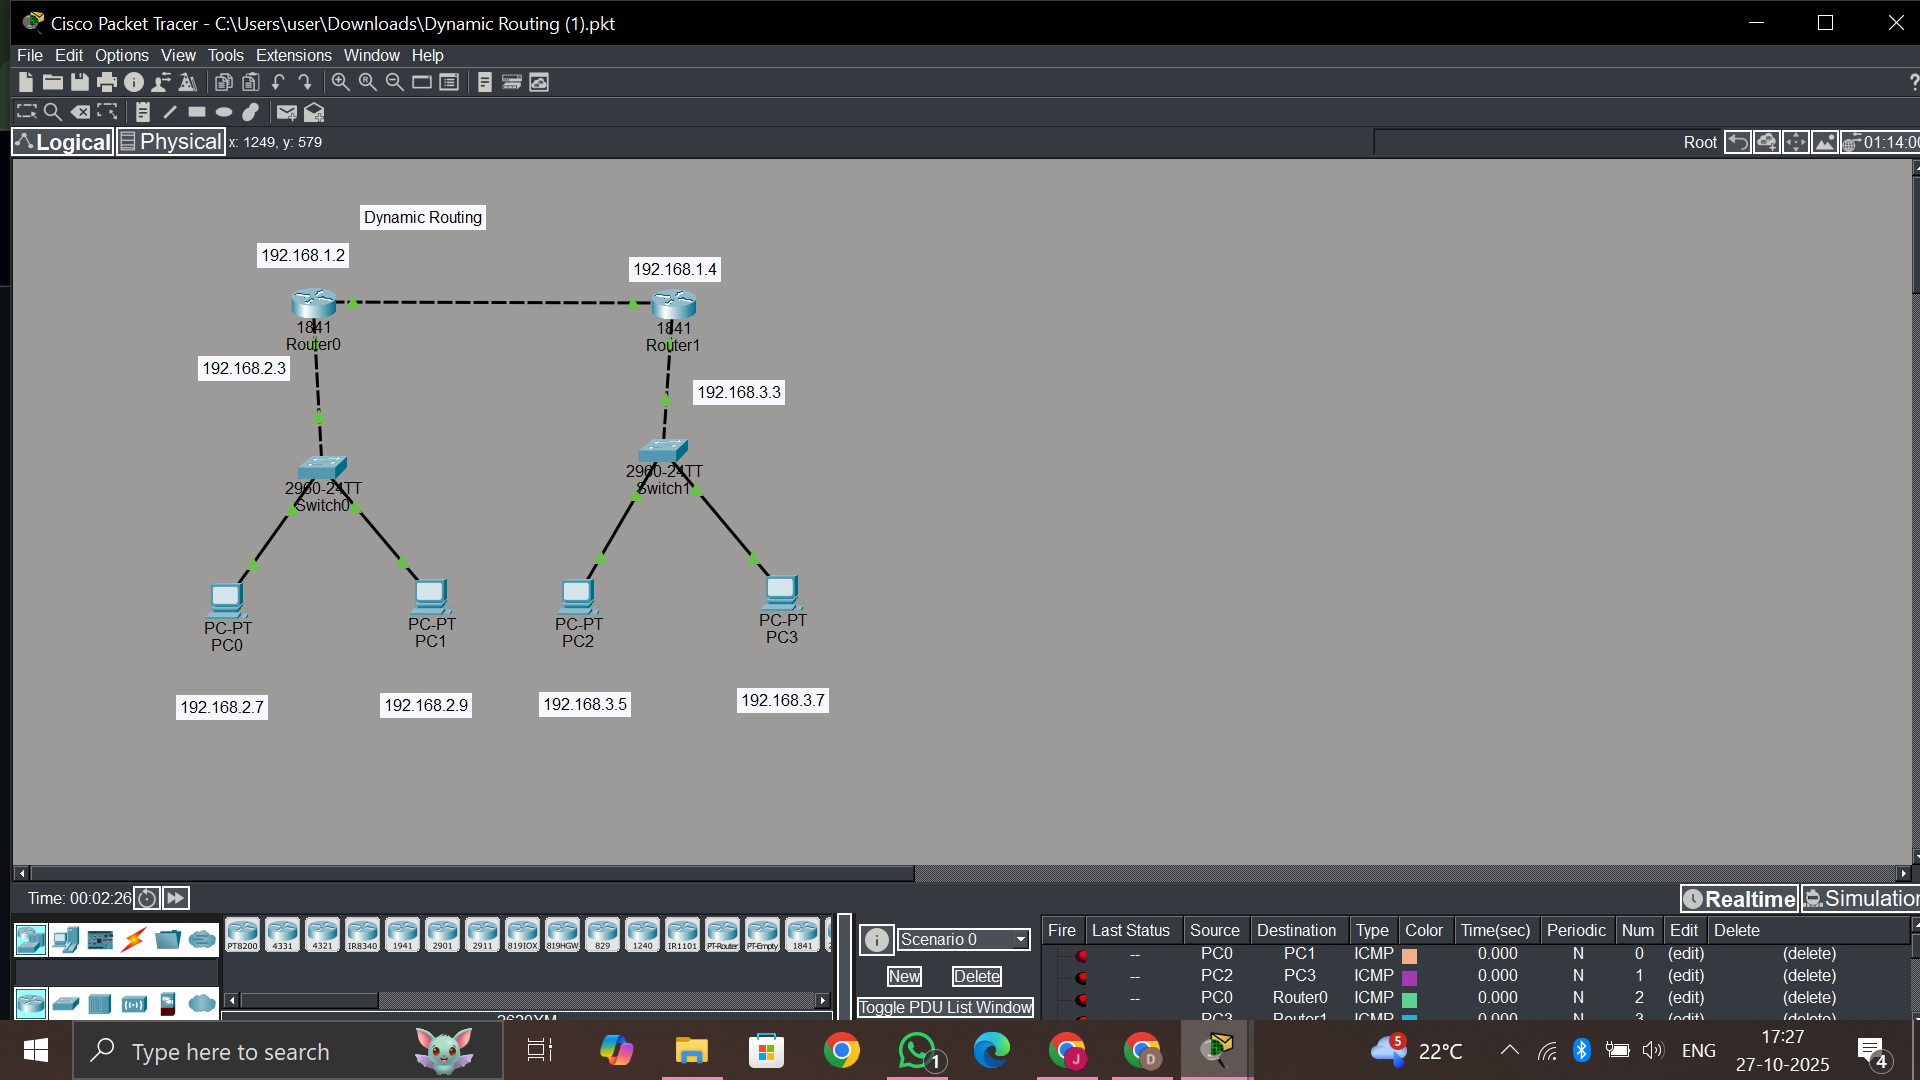 Cisco Packet Tracer - C:\Users\user\Downloads\Dynamic Routing (1).pkt
File Edit Options View Tools Extensions Window Help
Logical Physical x: 1249, y: 579 Root 01:14:00
Dynamic Routing
192.168.1.2
192.168.1.4
1841
Router0
1841
Router1
192.168.2.3
192.168.3.3
2960-24TT
Switch0
2960-24TT
Switch1
PC-PT
PC0
PC-PT
PC1
PC-PT
PC2
PC-PT
PC3
192.168.2.7
192.168.2.9
192.168.3.5
192.168.3.7
Time: 00:02:26
Realtime Simulation
PT8200 4331 4321 IR8340 1941 2901 2911 819IOX 819HGW 829 1240 IR1101 PT-Router PT-Empty 1841
2620XM
Scenario 0
New Delete
Toggle PDU List Window
Fire Last Status Source Destination Type Color Time(sec) Periodic Num Edit Delete
-- PC0 PC1 ICMP 0.000 N 0 (edit) (delete)
-- PC2 PC3 ICMP 0.000 N 1 (edit) (delete)
-- PC0 Router0 ICMP 0.000 N 2 (edit) (delete)
-- PC3 Router1 ICMP 0.000 N 3 (edit) (delete)
Type here to search
1
J
D
5
22°C
ENG
17:27
27-10-2025
4